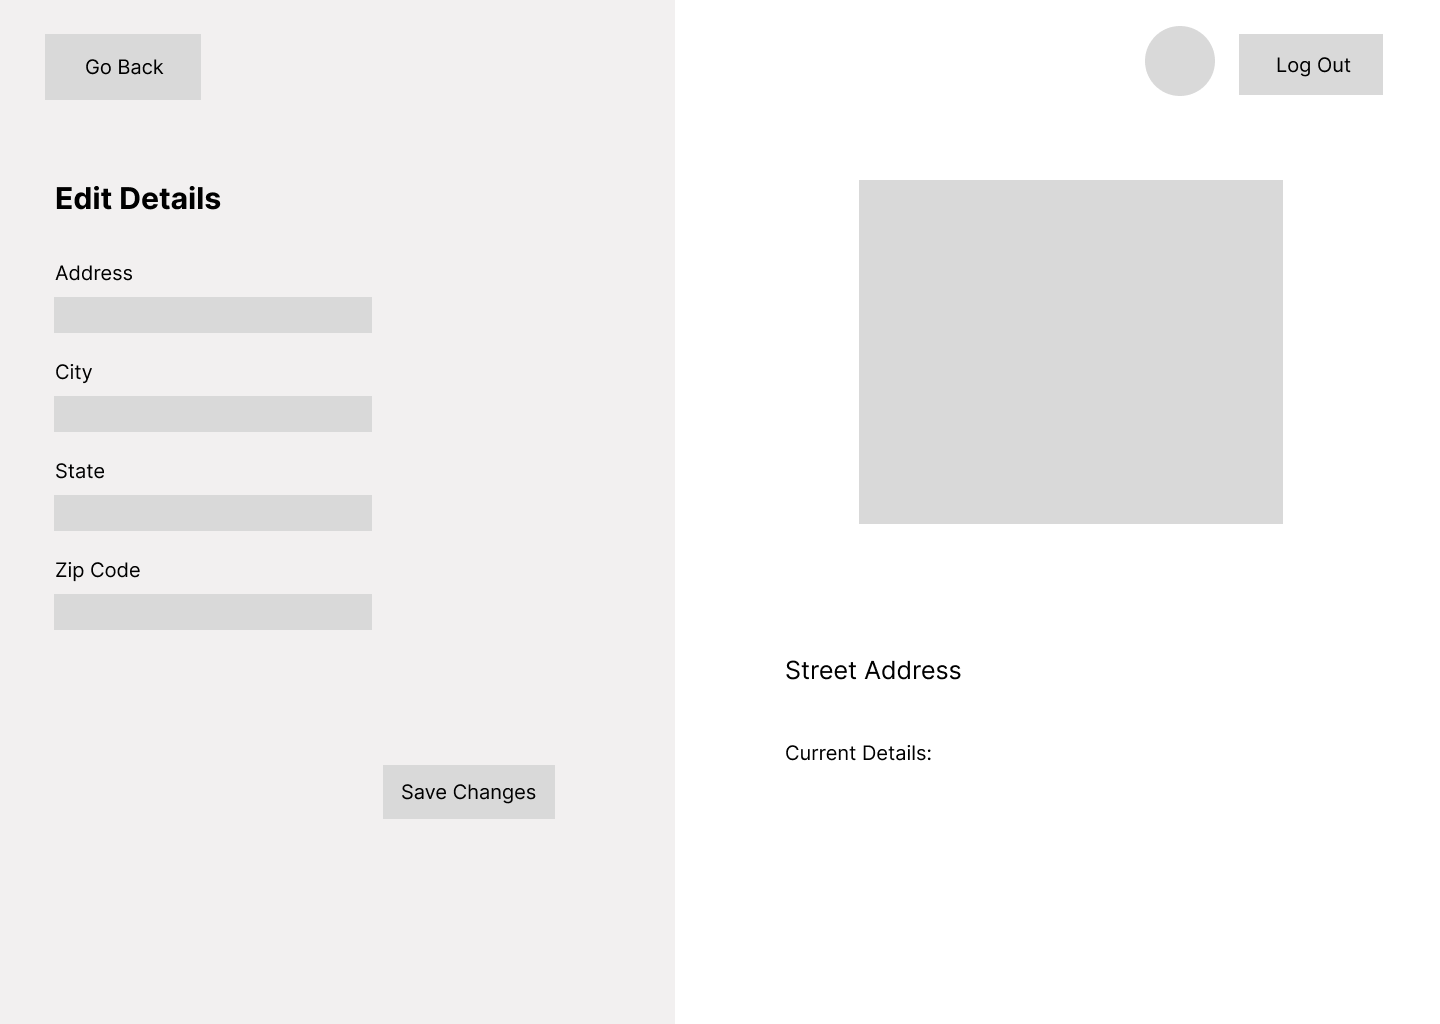 Go Back
Log Out
Edit Details
Address
City
State
Zip Code
Save Changes
Street Address
Current Details: